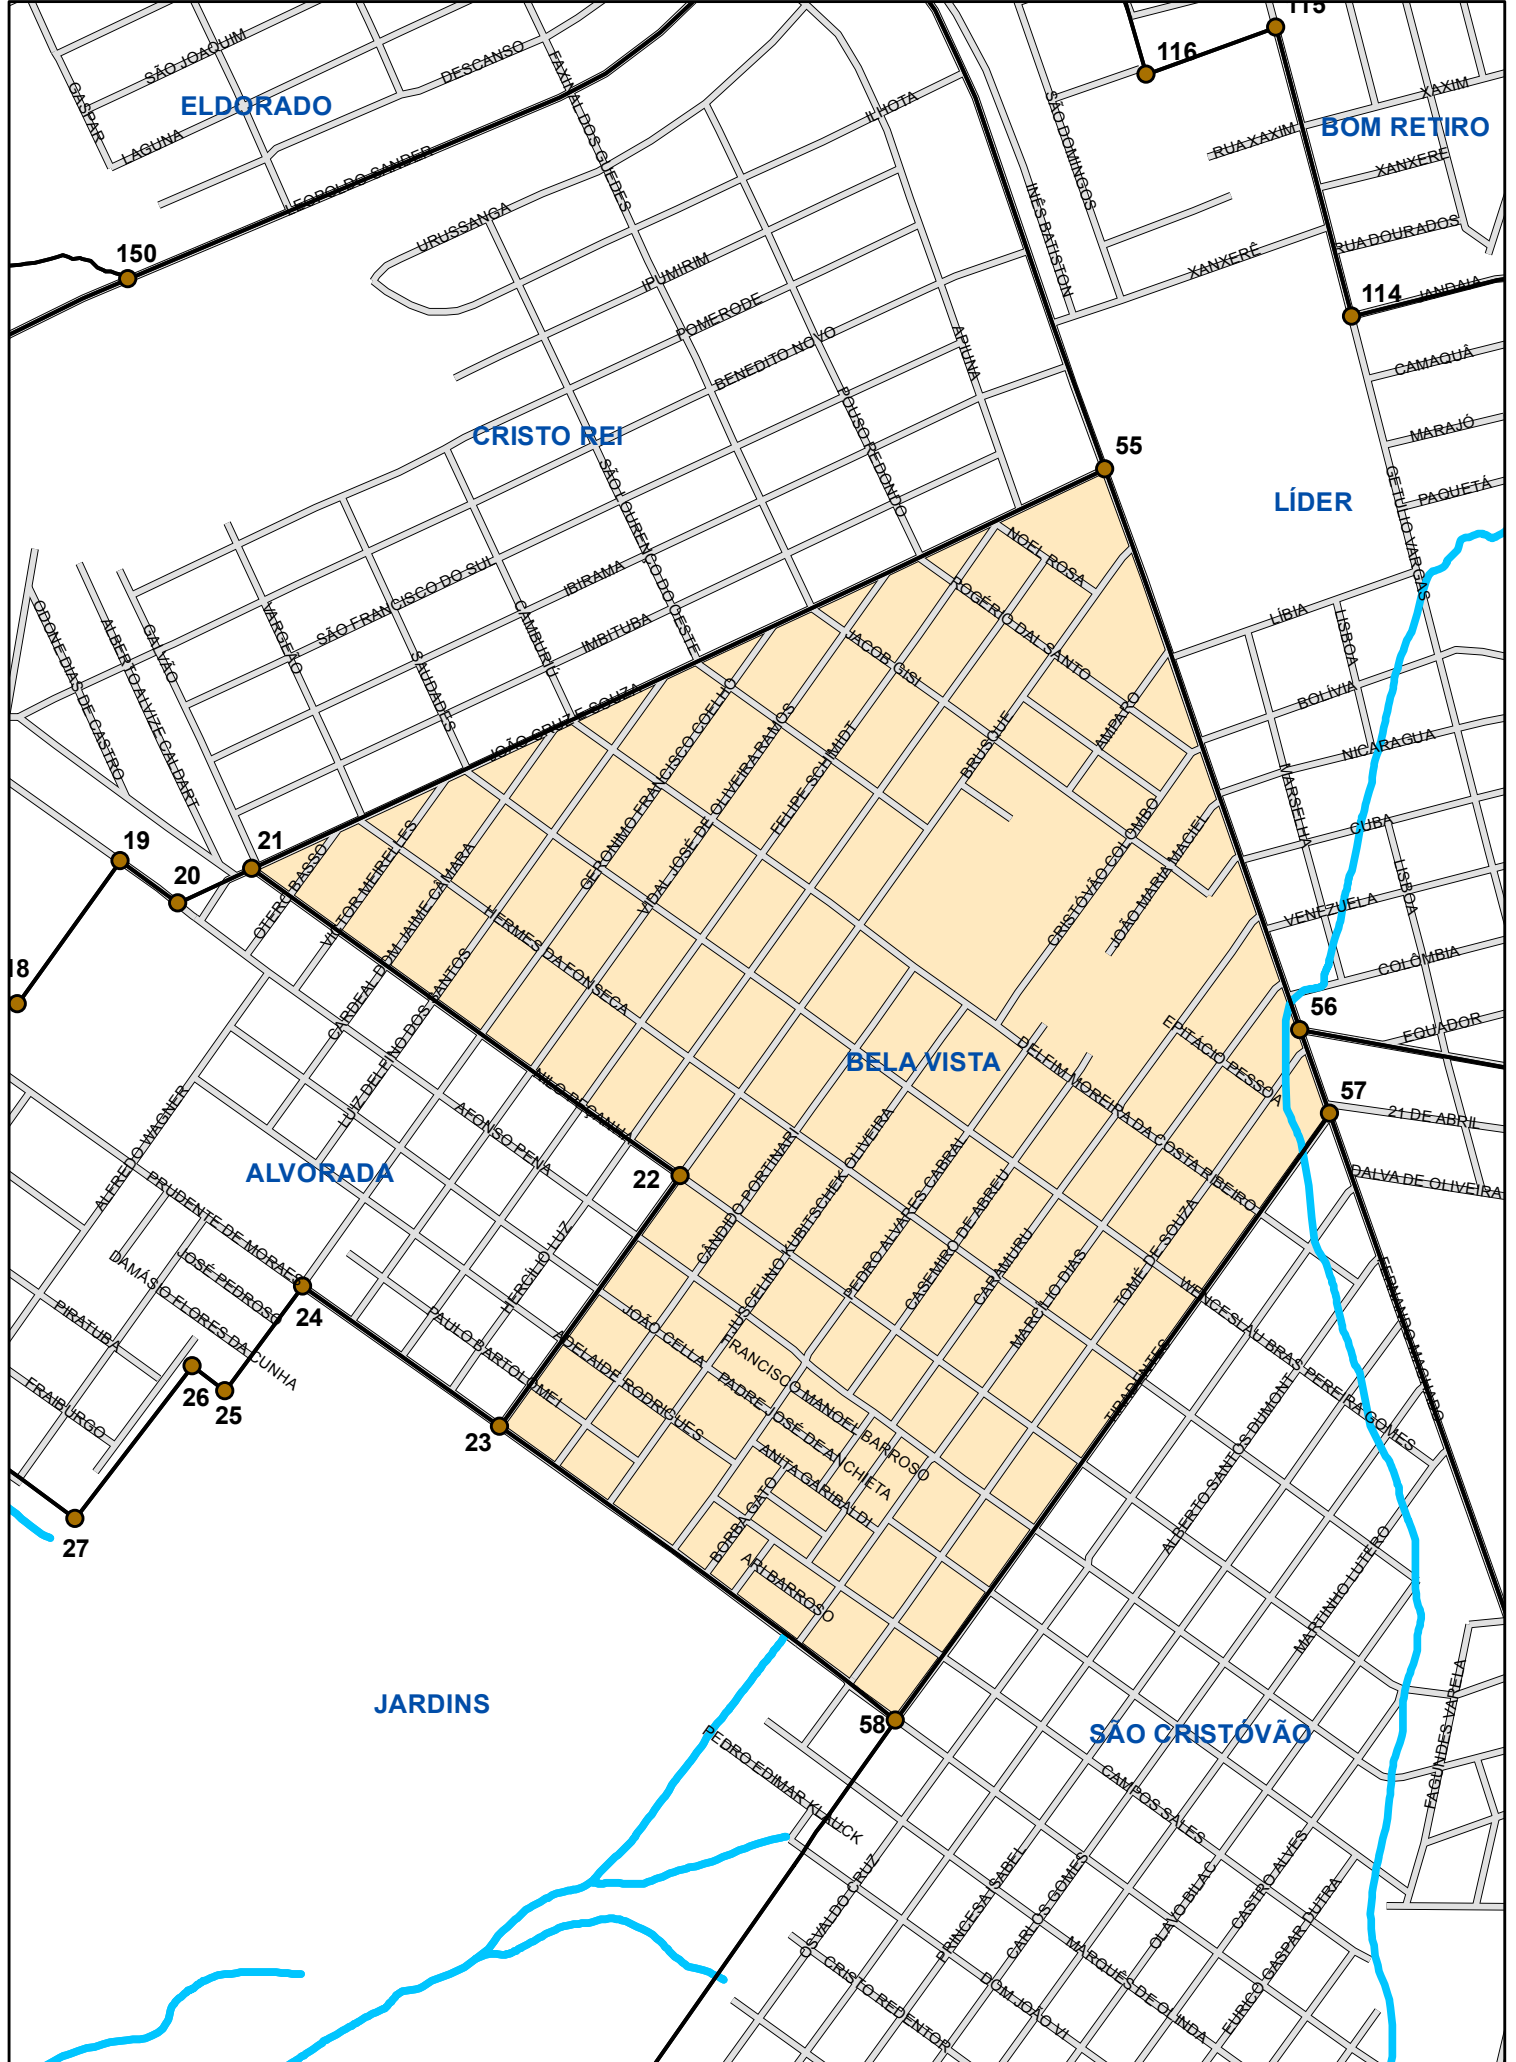 115
116
SÃO JOAQUIM
DESCANSO
FAXINAL DOS GUEDES
GASPAR
ELDORADO
LAGUNA
ILHOTA
SÃO DOMINGOS
XAXIM
BOM RETIRO
RUA XAXIM
XANXERE
LEOPOLDO SANDER
URUSSANGA
INÊS BATISTON
RUA DOURADOS
150
IPUMIRIM
XANXERÊ
JANDAIA
114
POMERODE
BENEDITO NOVO
APIUNA
CAMAQUÃ
CRISTO REI
POUSO REDONDO
MARAJÓ
55
SÃO LOURENÇO DO OESTE
GETULIO VARGAS
PAQUETÁ
LÍDER
NOEL ROSA
SÃO FRANCISCO DO SUL
IBIRAMA
ROGÉRIO DAL SANTO
ODONE DIAS DE CASTRO
ALBERTO ALVIZE CALDART
GALVÃO
VARGEÃO
CAMBURIÚ
IMBITUBA
JACOB GISI
LÍBIA
LISBOA
SAUDADES
JOÃO CRUZ E SOUZA
GERONIMO FRANCISCO COELHO
VIDAL JOSÉ DE OLIVEIRA RAMOS
FELIPE SCHIMIDT
BRUSQUE
AMPARO
BOLÍVIA
NICARAGUA
MARSELHA
CUBA
CRISTÓVÃO COLOMBO
JOÃO MARIA MACIEL
19
21
20
OTERO BASSO
VICTOR MEIRELLES
CARDEAL DOM JAIME CÂMARA
LUIZ DELFINO DOS SANTOS
HERMES DA FONSECA
LISBOA
VENEZUELA
18
COLÔMBIA
56
EQUADOR
EPITÁCIO PESSOA
BELA VISTA
DELFIM MOREIRA DA COSTA RIBEIRO
NILO PEÇANHA
57
21 DE ABRIL
ALFREDO WAGNER
AFONSO PENA
ALVORADA
22
CÂNDIDO PORTINARI
JUSCELINO KUBITSCHEK OLIVEIRA
PEDRO ALVARES CABRAL
CASEMIRO DE ABREU
CARAMURU
MARCÍLIO DIAS
TOMÉ DE SOUZA
DALVA DE OLIVEIRA
PRUDENTE DE MORAES
DAMÁSIO FLORES DA CUNHA
JOSÉ PEDROSO
HERCÍLIO LUZ
24
PIRATUBA
PAULO BARTOLOMEI
ADELAIDE RODRIGUES
JOÃO CELLA
FRANCISCO MANOEL BARROSO
PADRE JOSÉ DE ANCHIETA
ANITA GARIBALDI
TIRADENTES
WENCESLAU BRAS PEREIRA GOMES
FERNANDO MACHADO
FRAIBURGO
26
25
23
ALBERTO SANTOS DUMONT
BORBA GATO
ARI BARROSO
27
MARTINHO LUTERO
JARDINS
58
SÃO CRISTÓVÃO
FAGUNDES VARELA
PEDRO EDIMAR KLAUCK
CAMPOS SALES
OSVALDO CRUZ
PRINCESA ISABEL
CARLOS GOMES
OLAVO BILAC
CASTRO ALVES
EURICO GASPAR DUTRA
CRISTO REDENTOR
DOM JOÃO VI
MARQUÊS DE OLINDA